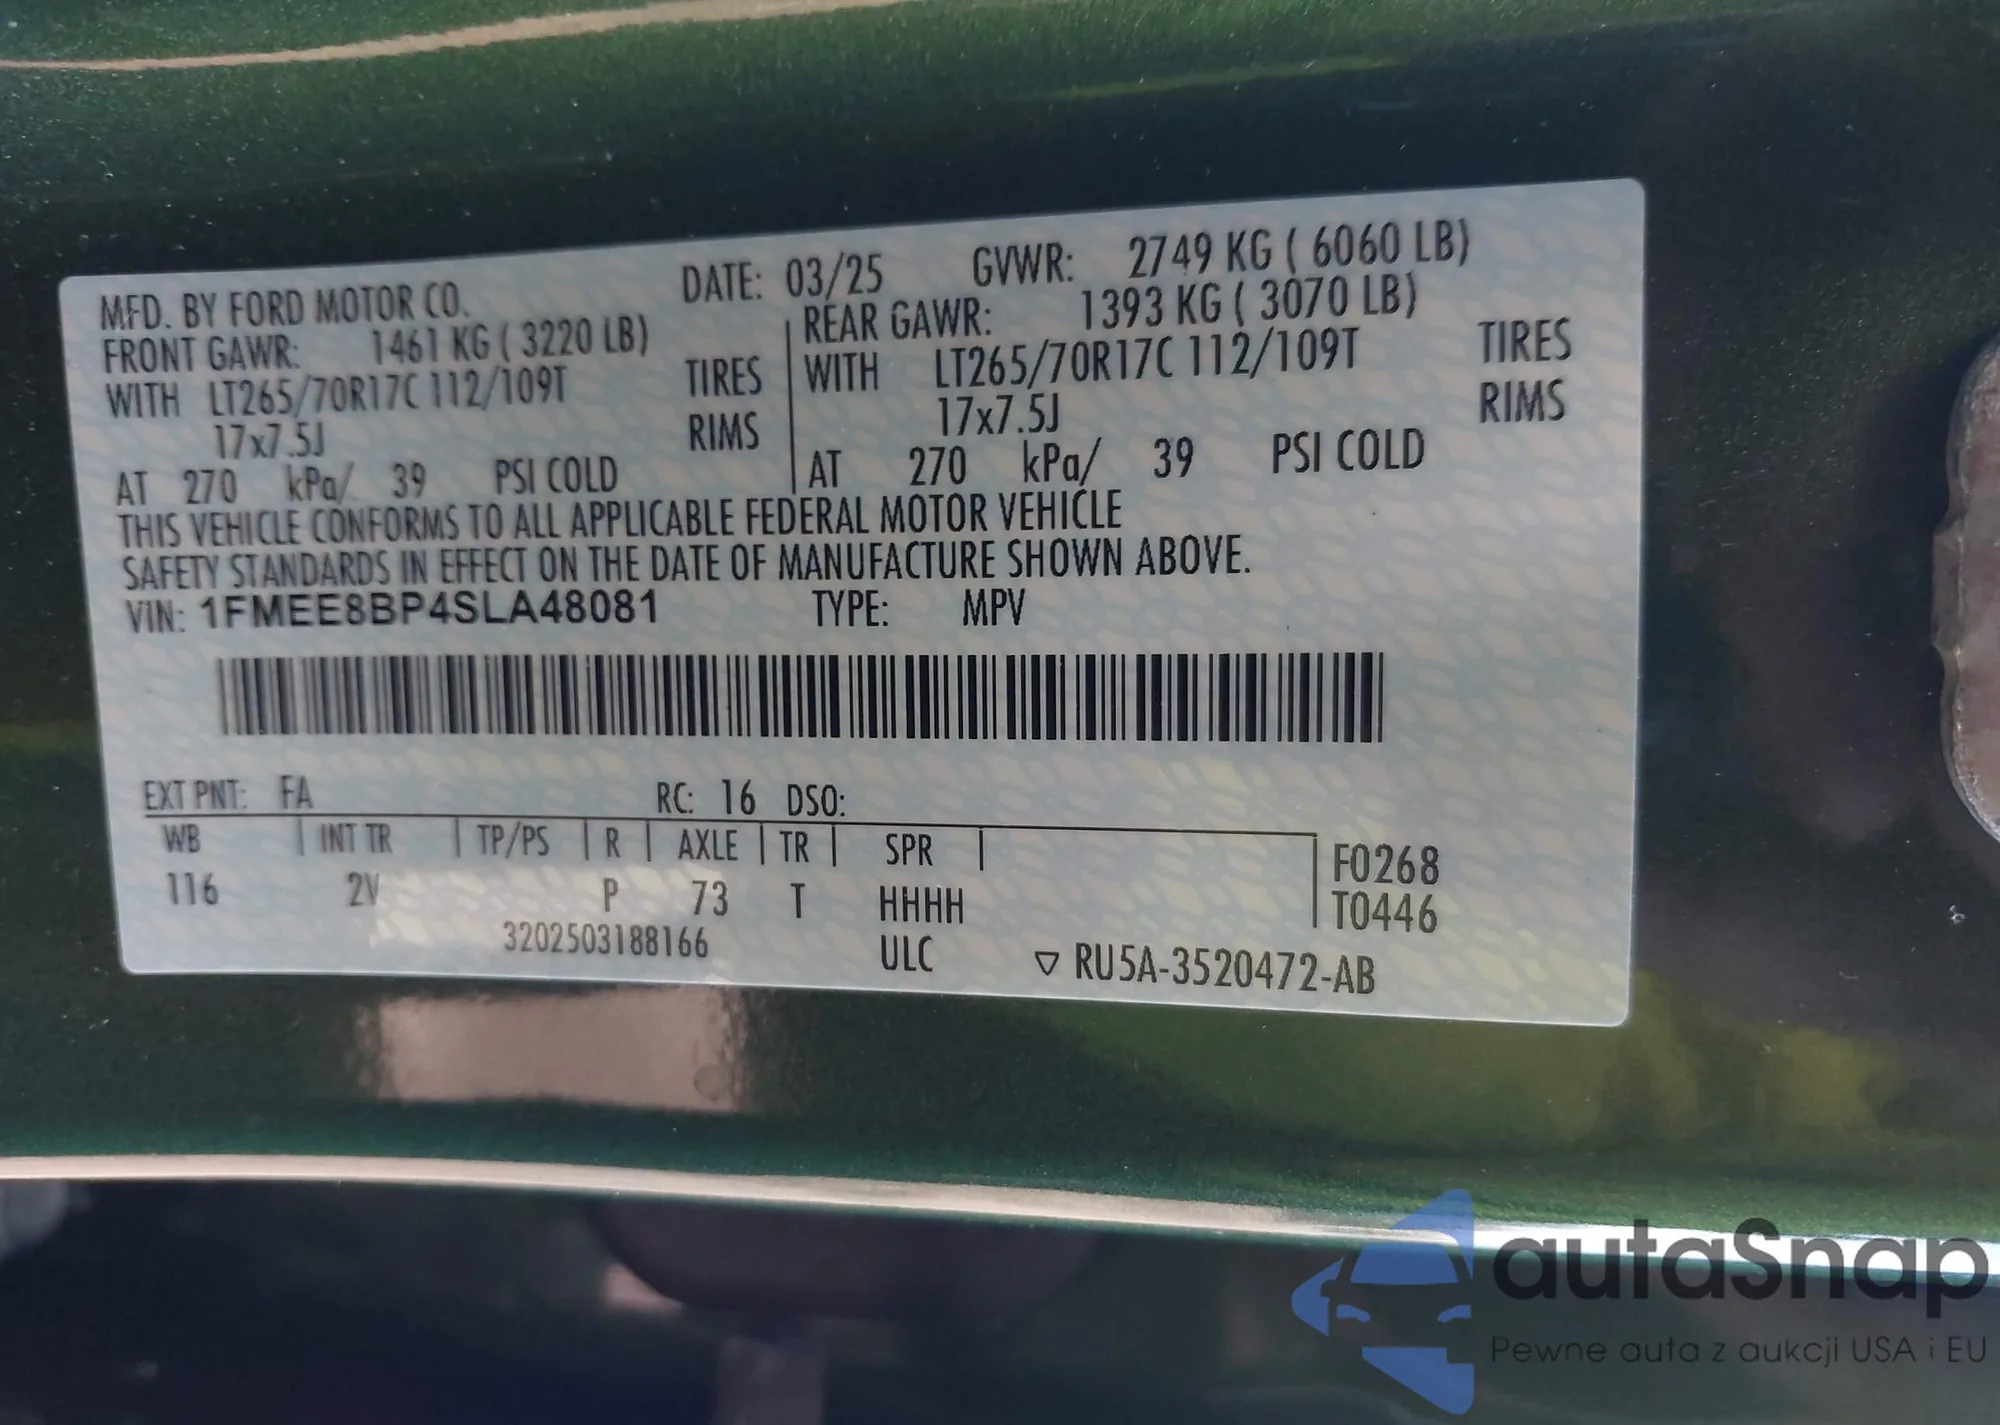 MFD. BY FORD MOTOR CO. DATE: 03/25 GVWR: 2749 KG ( 6060 LB)
FRONT GAWR: 1461 KG ( 3220 LB) REAR GAWR: 1393 KG ( 3070 LB)
WITH LT265/70R17C 112/109T TIRES WITH LT265/70R17C 112/109T TIRES
17x7.5J RIMS 17x7.5J RIMS
AT 270 kPa/ 39 PSI COLD AT 270 kPa/ 39 PSI COLD
THIS VEHICLE CONFORMS TO ALL APPLICABLE FEDERAL MOTOR VEHICLE
SAFETY STANDARDS IN EFFECT ON THE DATE OF MANUFACTURE SHOWN ABOVE.
VIN: 1FMEE8BP4SLA48081 TYPE: MPV
EXT PNT: FA RC: 16 DSO:
WB INT TR TP/PS R AXLE TR SPR F0268
116 2V P 73 T HHHH T0446
3202503188166 ULC ▽ RU5A-3520472-AB
autaSnap
Pewne auta z aukcji USA i EU